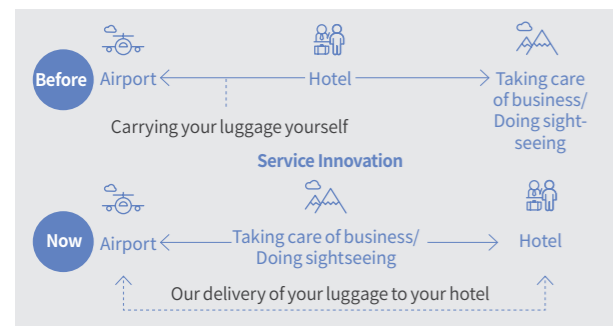 Before
Airport
Hotel
Taking care
of business/
Doing sight-
seeing
Carrying your luggage yourself
Service Innovation
Now
Airport
Taking care of business/
Doing sightseeing
Hotel
Our delivery of your luggage to your hotel